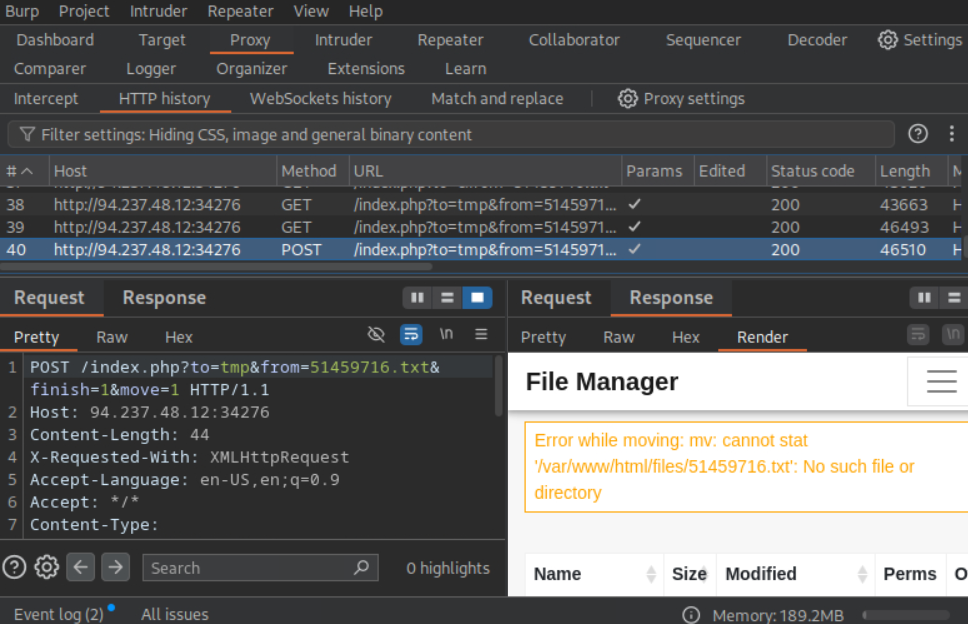 Burp Project Intruder Repeater View Help
Dashboard Target Proxy Intruder Repeater Collaborator Sequencer Decoder Settings
Comparer Logger Organizer Extensions Learn
Intercept HTTP history WebSockets history Match and replace Proxy settings
Filter settings: Hiding CSS, image and general binary content
# Host Method URL Params Edited Status code Length M
38 http://94.237.48.12:34276 GET /index.php?to=tmp&from=5145971... ✓ 200 43663 H
39 http://94.237.48.12:34276 GET /index.php?to=tmp&from=5145971... ✓ 200 46493 H
40 http://94.237.48.12:34276 POST /index.php?to=tmp&from=5145971... ✓ 200 46510 H
Request Response
Pretty Raw Hex \n
1 POST /index.php?to=tmp&from=51459716.txt&
finish=1&move=1 HTTP/1.1
2 Host: 94.237.48.12:34276
3 Content-Length: 44
4 X-Requested-With: XMLHttpRequest
5 Accept-Language: en-US,en;q=0.9
6 Accept: */*
7 Content-Type:
Search 0 highlights
Request Response
Pretty Raw Hex Render \n
File Manager
Error while moving: mv: cannot stat
'/var/www/html/files/51459716.txt': No such file or
directory
Name Size Modified Perms O
Event log (2) All issues Memory: 189.2MB